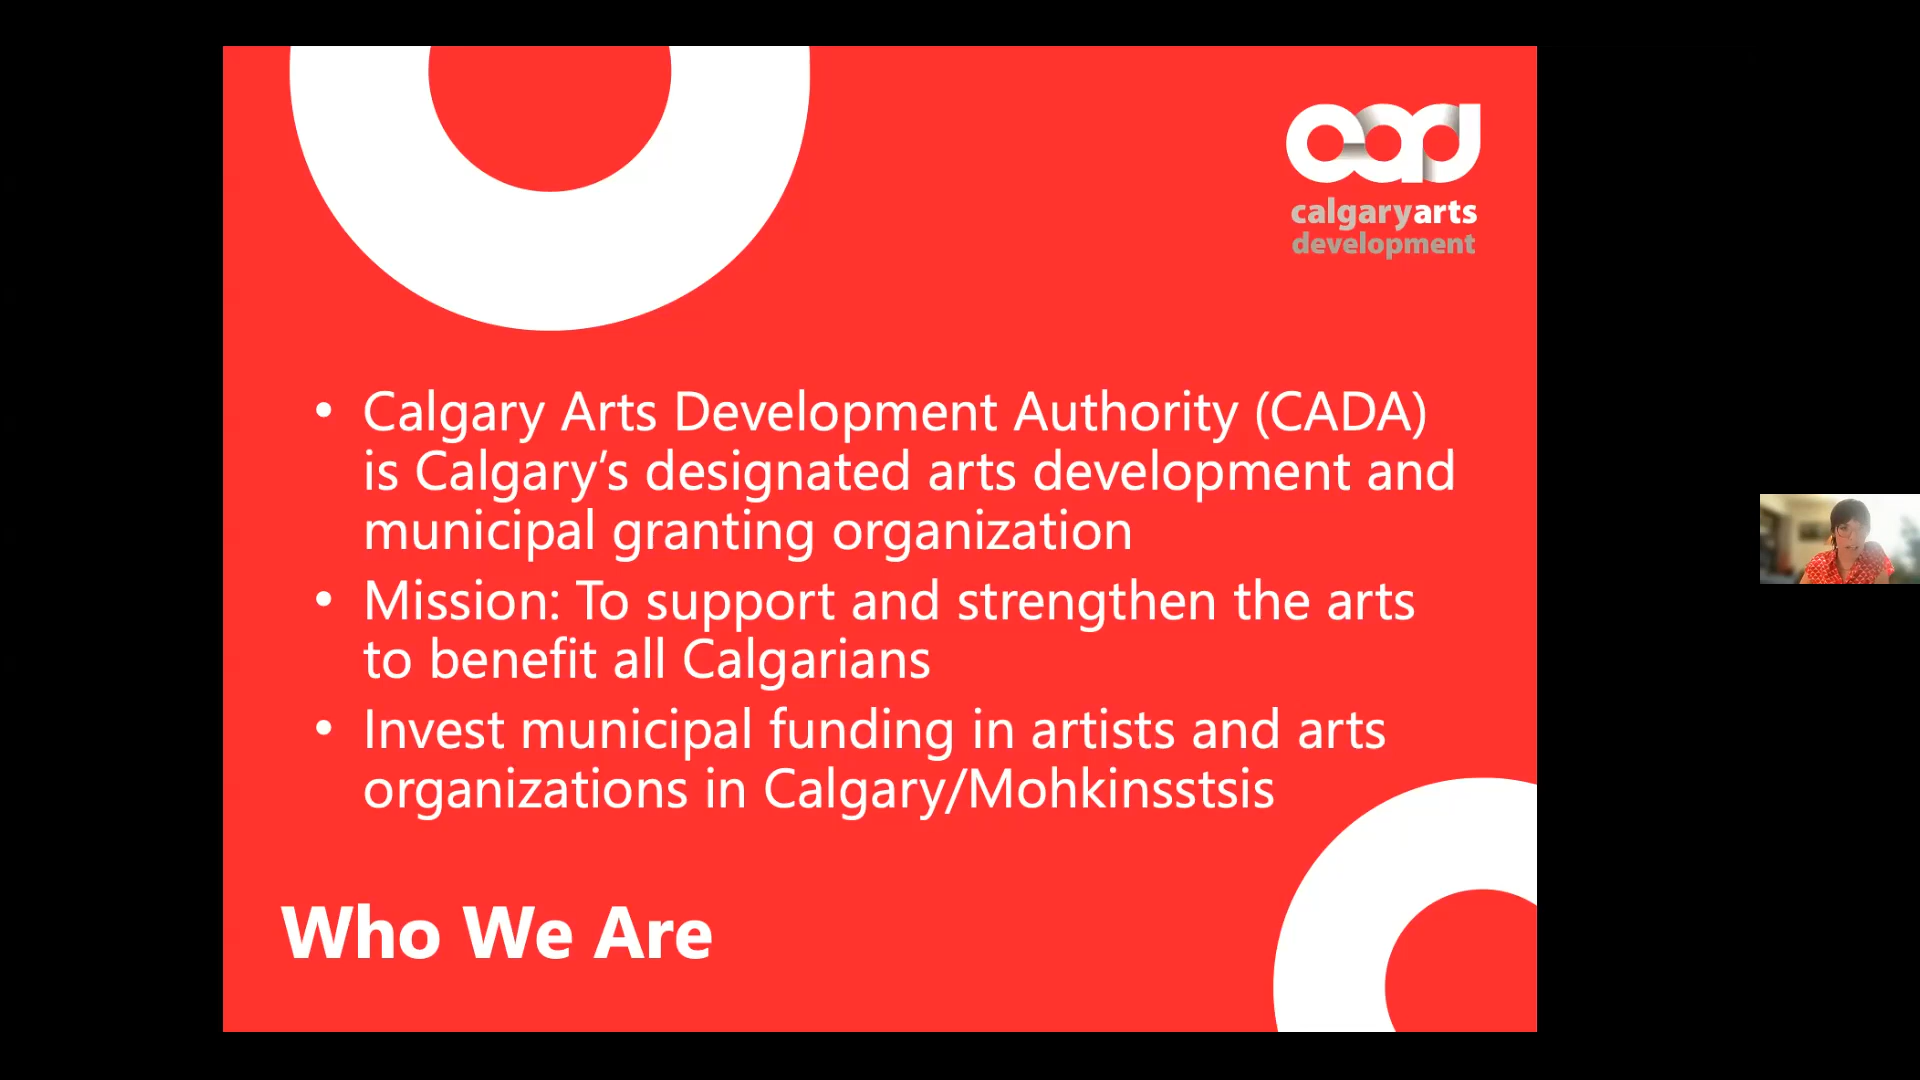 cad
calgaryarts
development
• Calgary Arts Development Authority (CADA)
is Calgary’s designated arts development and
municipal granting organization
• Mission: To support and strengthen the arts
to benefit all Calgarians
• Invest municipal funding in artists and arts
organizations in Calgary/Mohkinsstsis
Who We Are